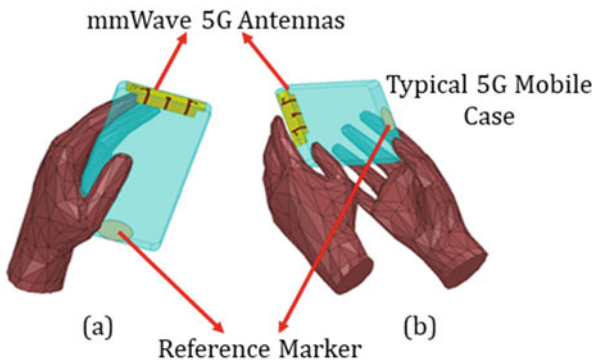 mmWave 5G Antennas
Typical 5G Mobile
Case
(a)
(b)
Reference Marker